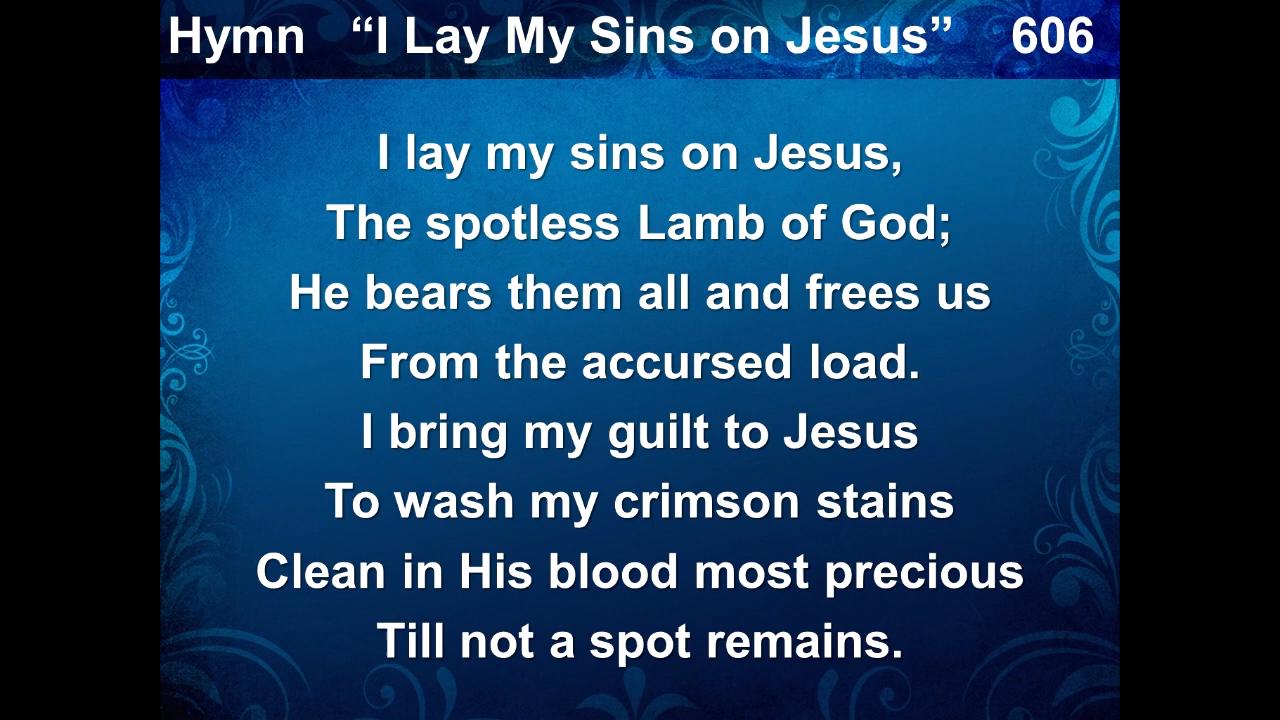 Hymn “I Lay My Sins on Jesus” 606
I lay my sins on Jesus,
The spotless Lamb of God;
He bears them all and frees us
From the accursed load.
I bring my guilt to Jesus
To wash my crimson stains
Clean in His blood most precious
Till not a spot remains.